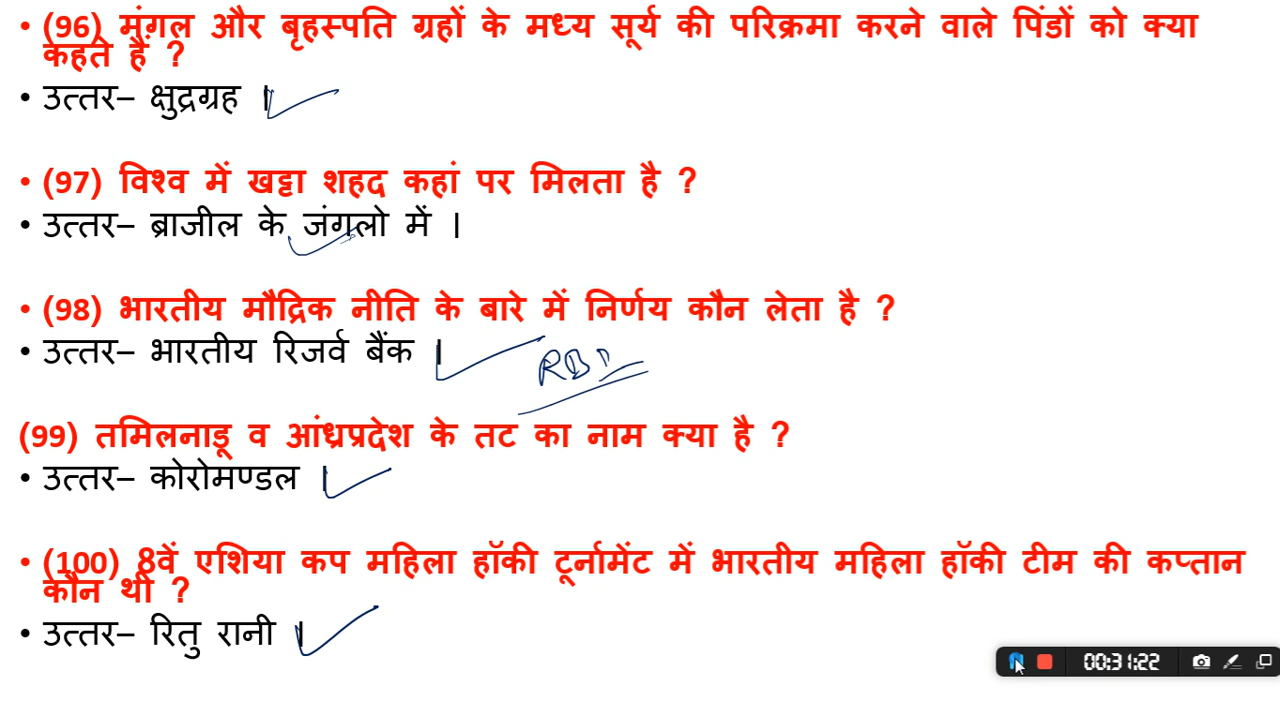 • (96) मंगल और बृहस्पति ग्रहों के मध्य सूर्य की परिक्रमा करने वाले पिंडों को क्या
कहते हैं ?
• उत्तर– क्षुद्रग्रह ।
• (97) विश्व में खट्टा शहद कहां पर मिलता है ?
• उत्तर– ब्राजील के जंगलो में ।
• (98) भारतीय मौद्रिक नीति के बारे में निर्णय कौन लेता है ?
• उत्तर– भारतीय रिजर्व बैंक ।
RBI
(99) तमिलनाडू व आंध्रप्रदेश के तट का नाम क्या है ?
• उत्तर– कोरोमण्डल ।
• (100) 8वें एशिया कप महिला हॉकी टूर्नामेंट में भारतीय महिला हॉकी टीम की कप्तान
कौन थी ?
• उत्तर– रितु रानी ।
00:31:22